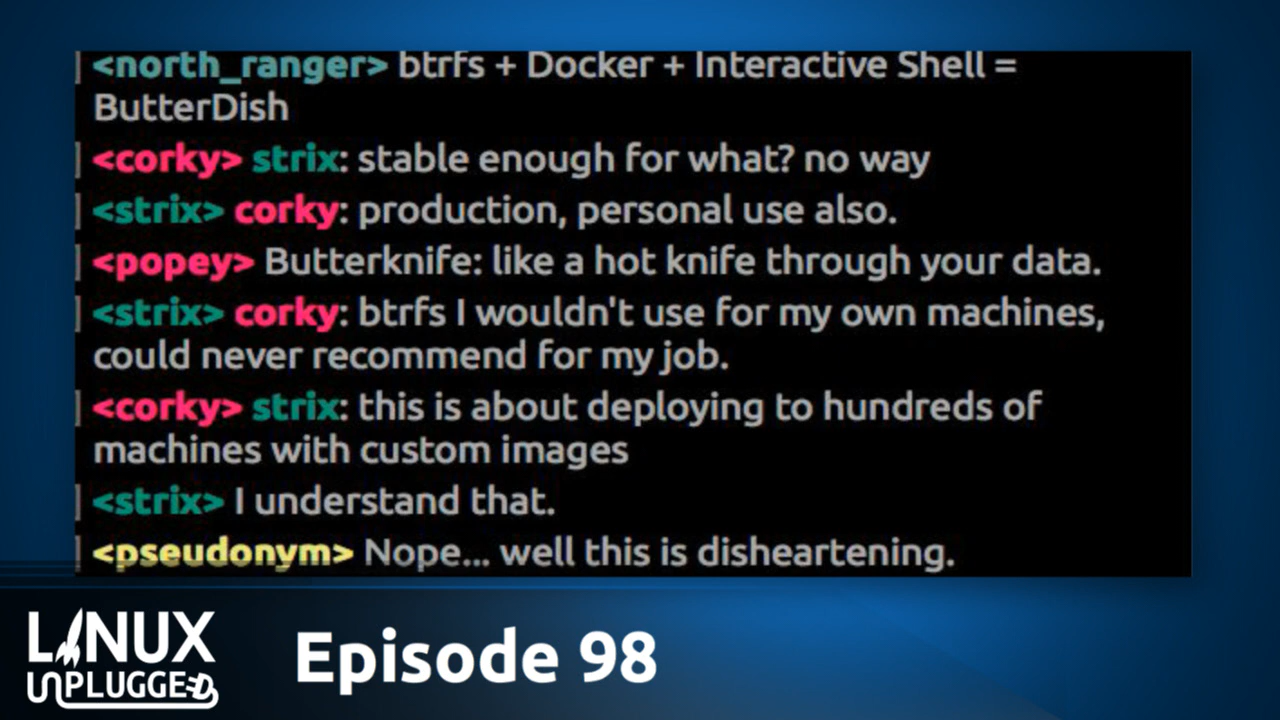 <north_ranger> btrfs + Docker + Interactive Shell =
ButterDish
<corky> strix: stable enough for what? no way
<strix> corky: production, personal use also.
<popey> Butterknife: like a hot knife through your data.
<strix> corky: btrfs I wouldn't use for my own machines,
could never recommend for my job.
<corky> strix: this is about deploying to hundreds of
machines with custom images
<strix> I understand that.
<pseudonym> Nope... well this is disheartening.
LINUX
UNPLUGGED
Episode 98